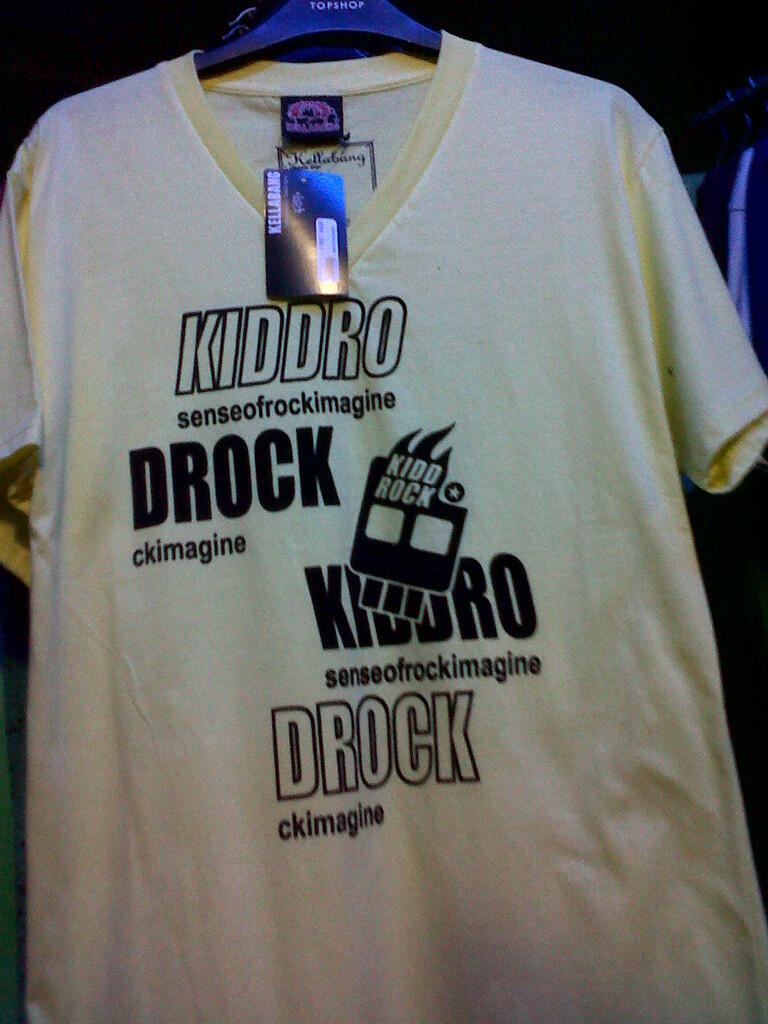 TOPSHOP
Kellabang
KELLABANG
KIDDRO
senseofrockimagine
DROCK
ckimagine
KIDD
ROCK
KIDDRO
senseofrockimagine
DROCK
ckimagine